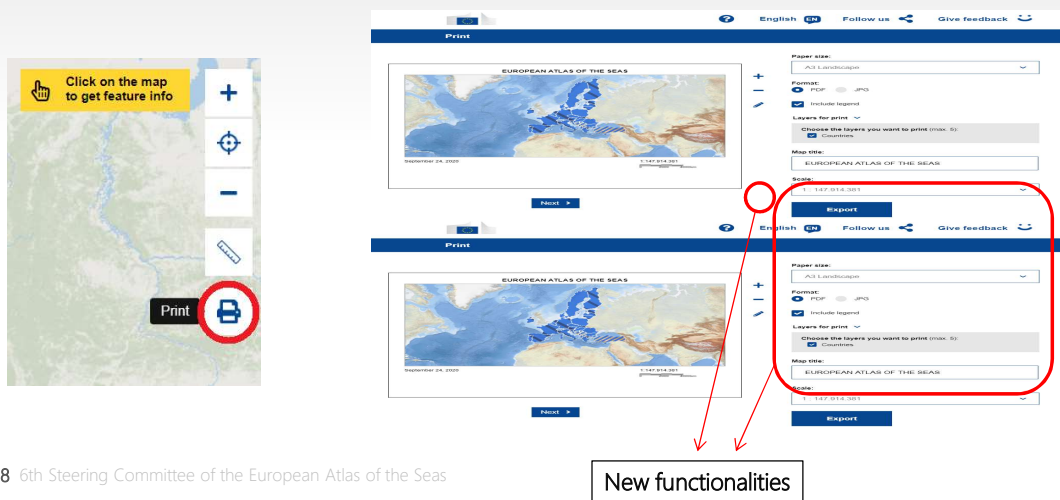 Click on the map
to get feature info
Print
English EN Follow us Give feedback
Print
EUROPEAN ATLAS OF THE SEAS
September 24, 2020
1:147.914.381
Next
Paper size:
A3 Landscape
Format:
PDF JPG
Include legend
Layers for print
Choose the layers you want to print (max. 5):
Countries
Map title:
EUROPEAN ATLAS OF THE SEAS
Scale:
1 : 147.914.381
Export
English EN Follow us Give feedback
Print
EUROPEAN ATLAS OF THE SEAS
September 24, 2020
1:147.914.381
Next
Paper size:
A3 Landscape
Format:
PDF JPG
Include legend
Layers for print
Choose the layers you want to print (max. 5):
Countries
Map title:
EUROPEAN ATLAS OF THE SEAS
Scale:
1 : 147.914.381
Export
New functionalities
8 6th Steering Committee of the European Atlas of the Seas